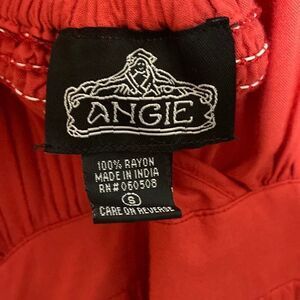 ANGIE
100% RAYON
MADE IN INDIA
RN# 060508
S
CARE ON REVERSE